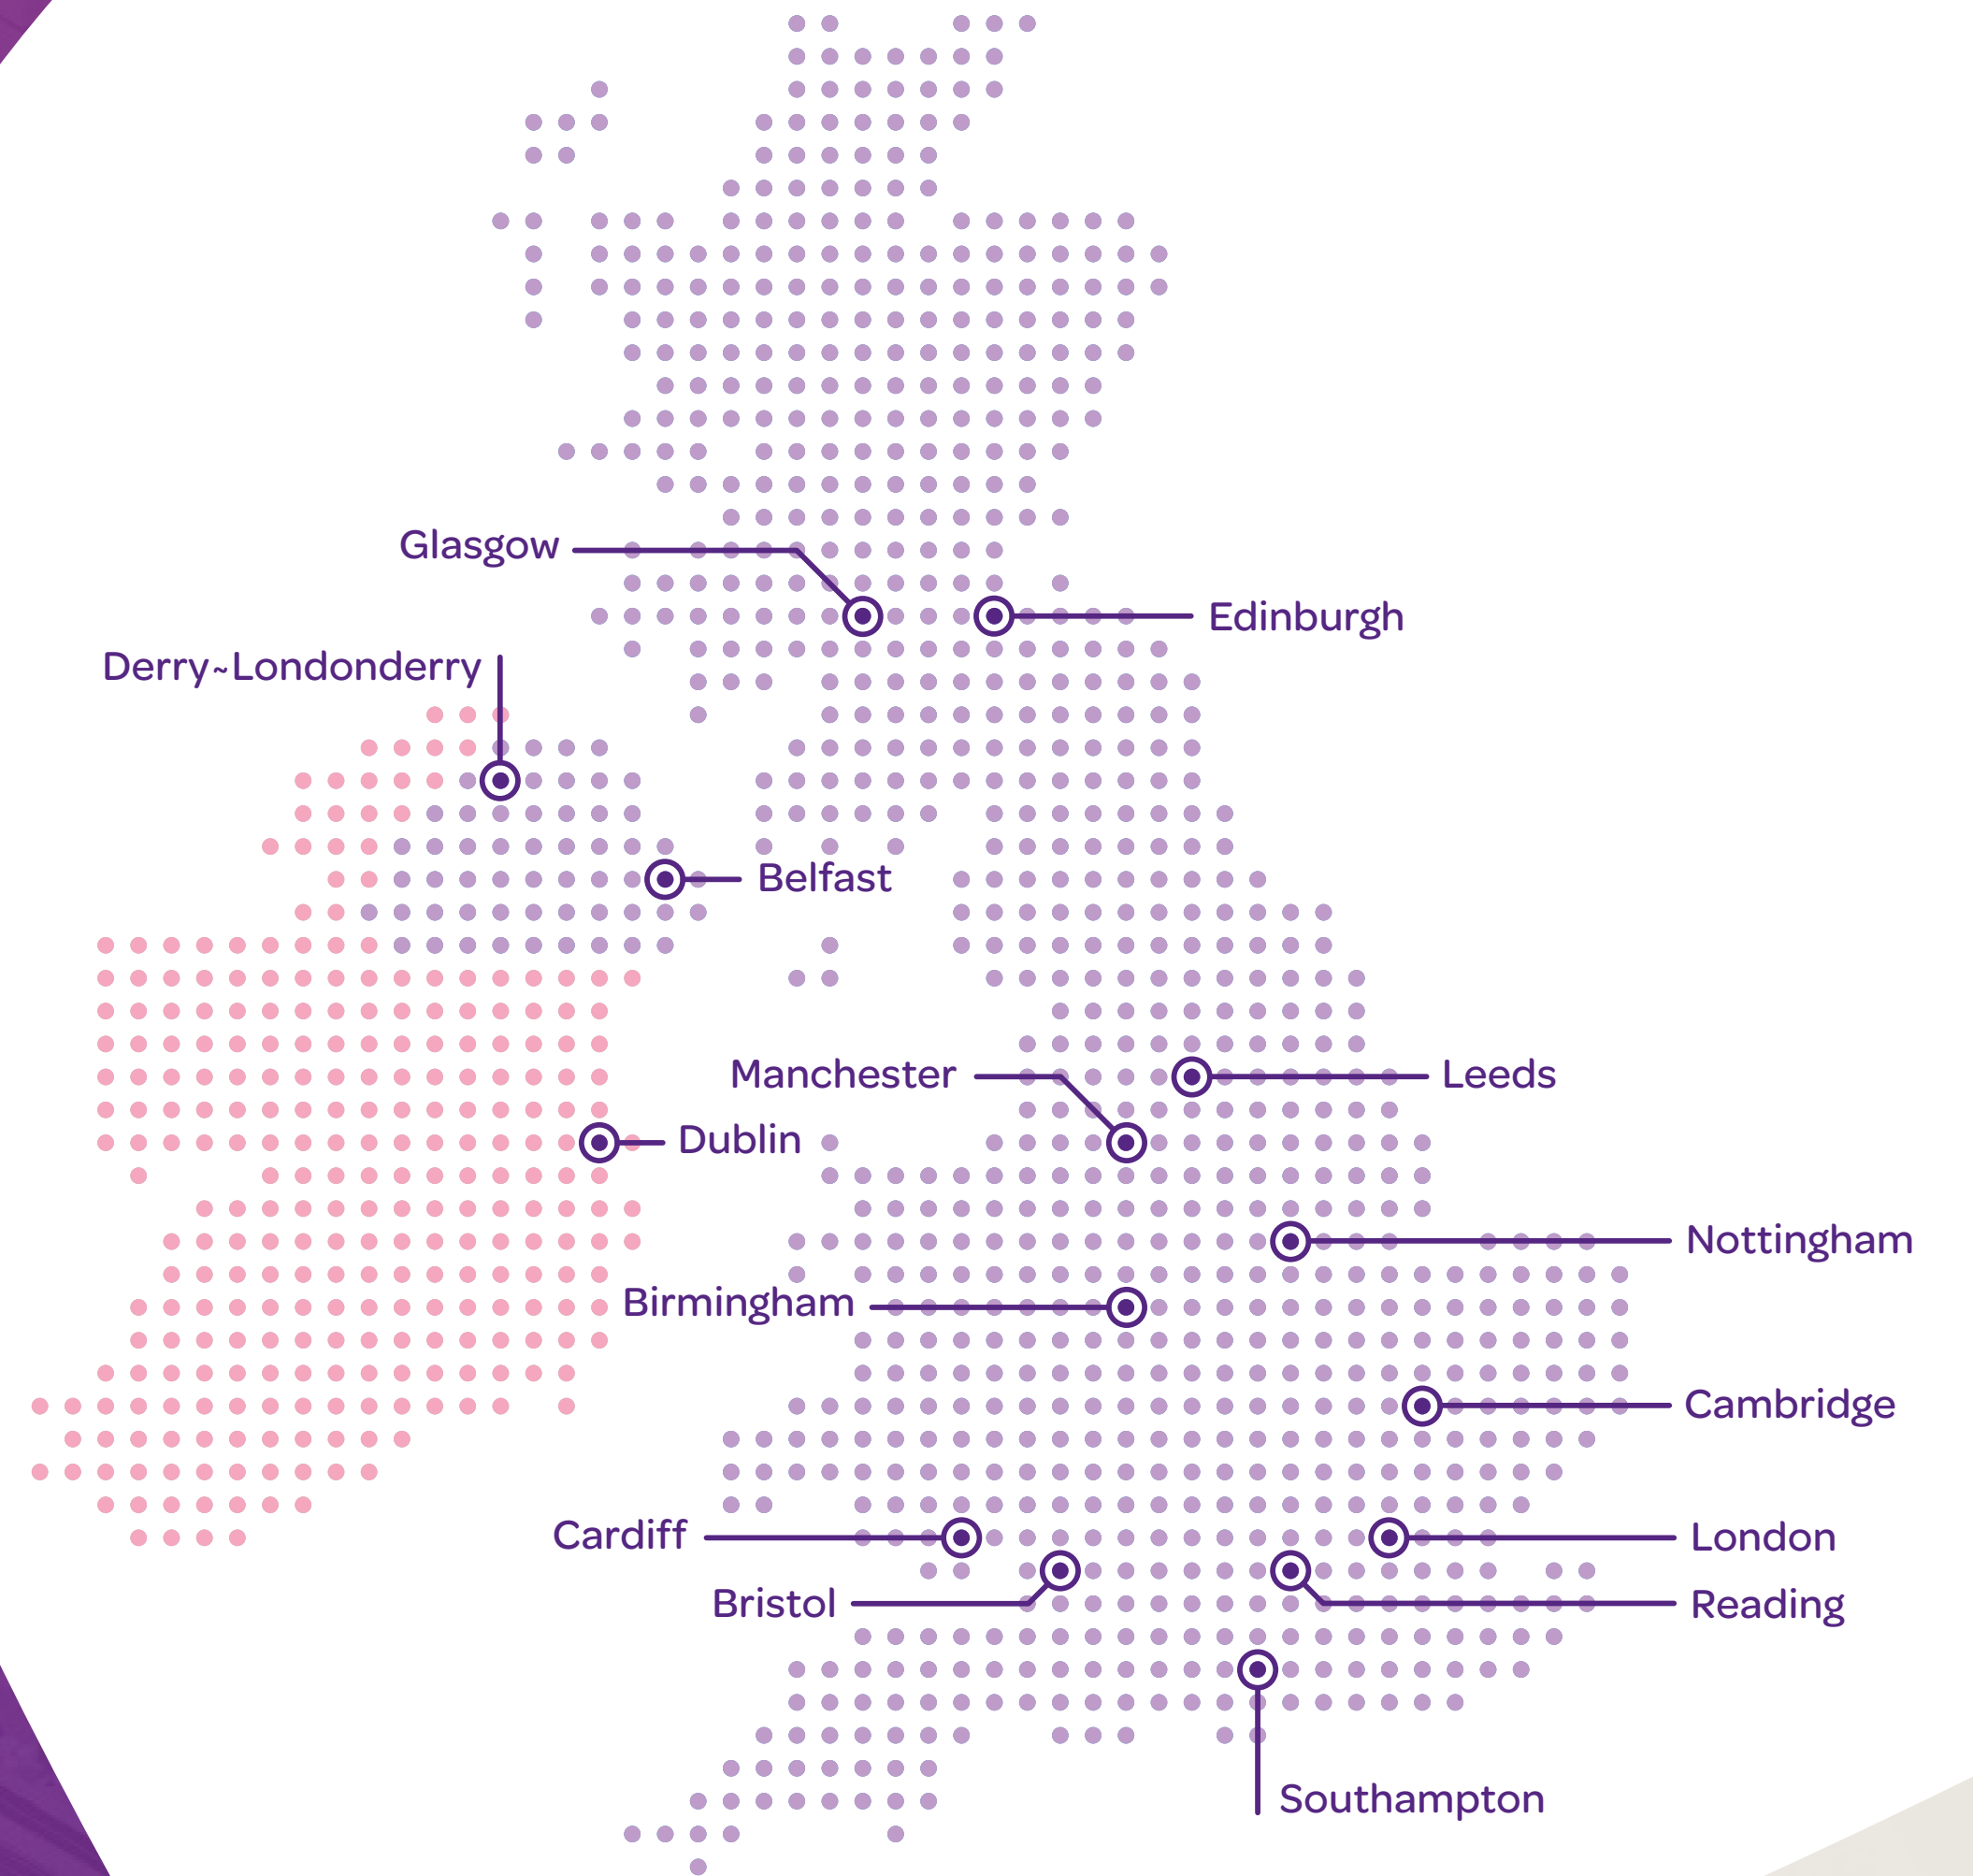 Glasgow
Edinburgh
Derry~Londonderry
Belfast
Manchester
Leeds
Dublin
Nottingham
Birmingham
Cambridge
Cardiff
London
Bristol
Reading
Southampton